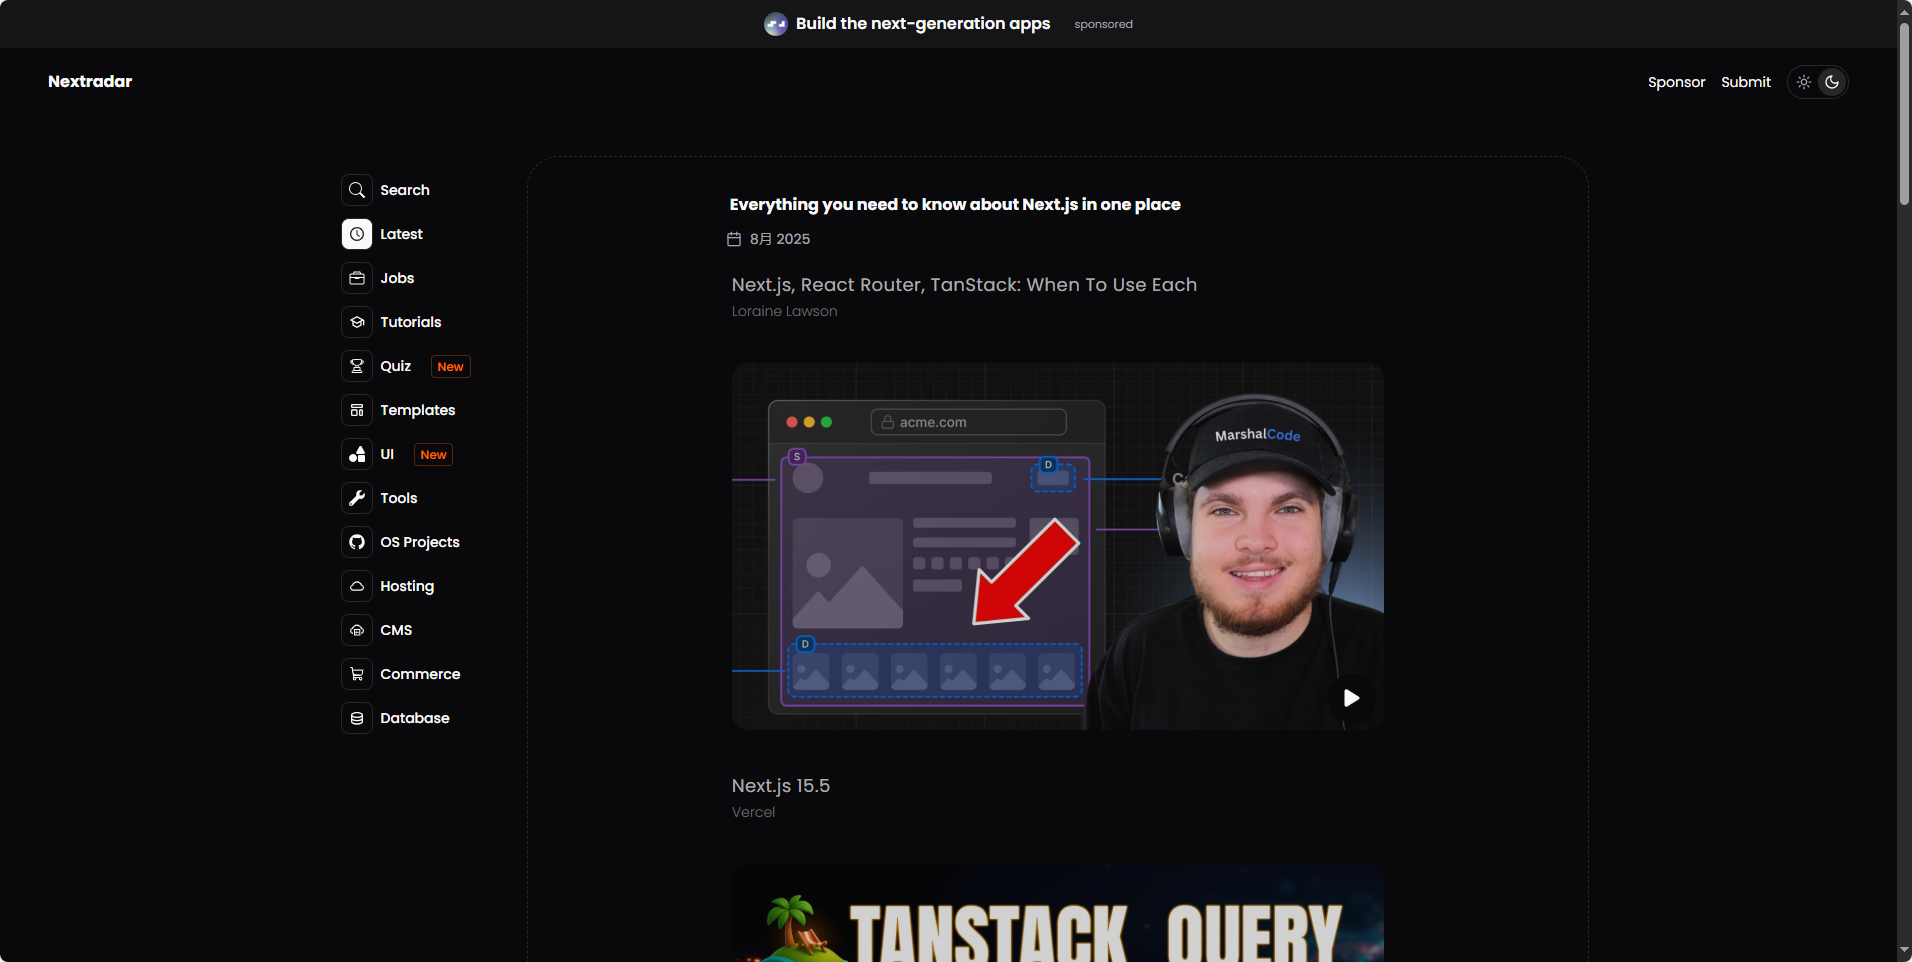 Build the next-generation apps sponsored
Nextradar
Sponsor Submit
Search
Latest
Jobs
Tutorials
Quiz New
Templates
UI New
Tools
OS Projects
Hosting
CMS
Commerce
Database
Everything you need to know about Next.js in one place
8月 2025
Next.js, React Router, TanStack: When To Use Each
Loraine Lawson
acme.com
MarshalCode
S
D
D
Next.js 15.5
Vercel
TANSTACK QUERY